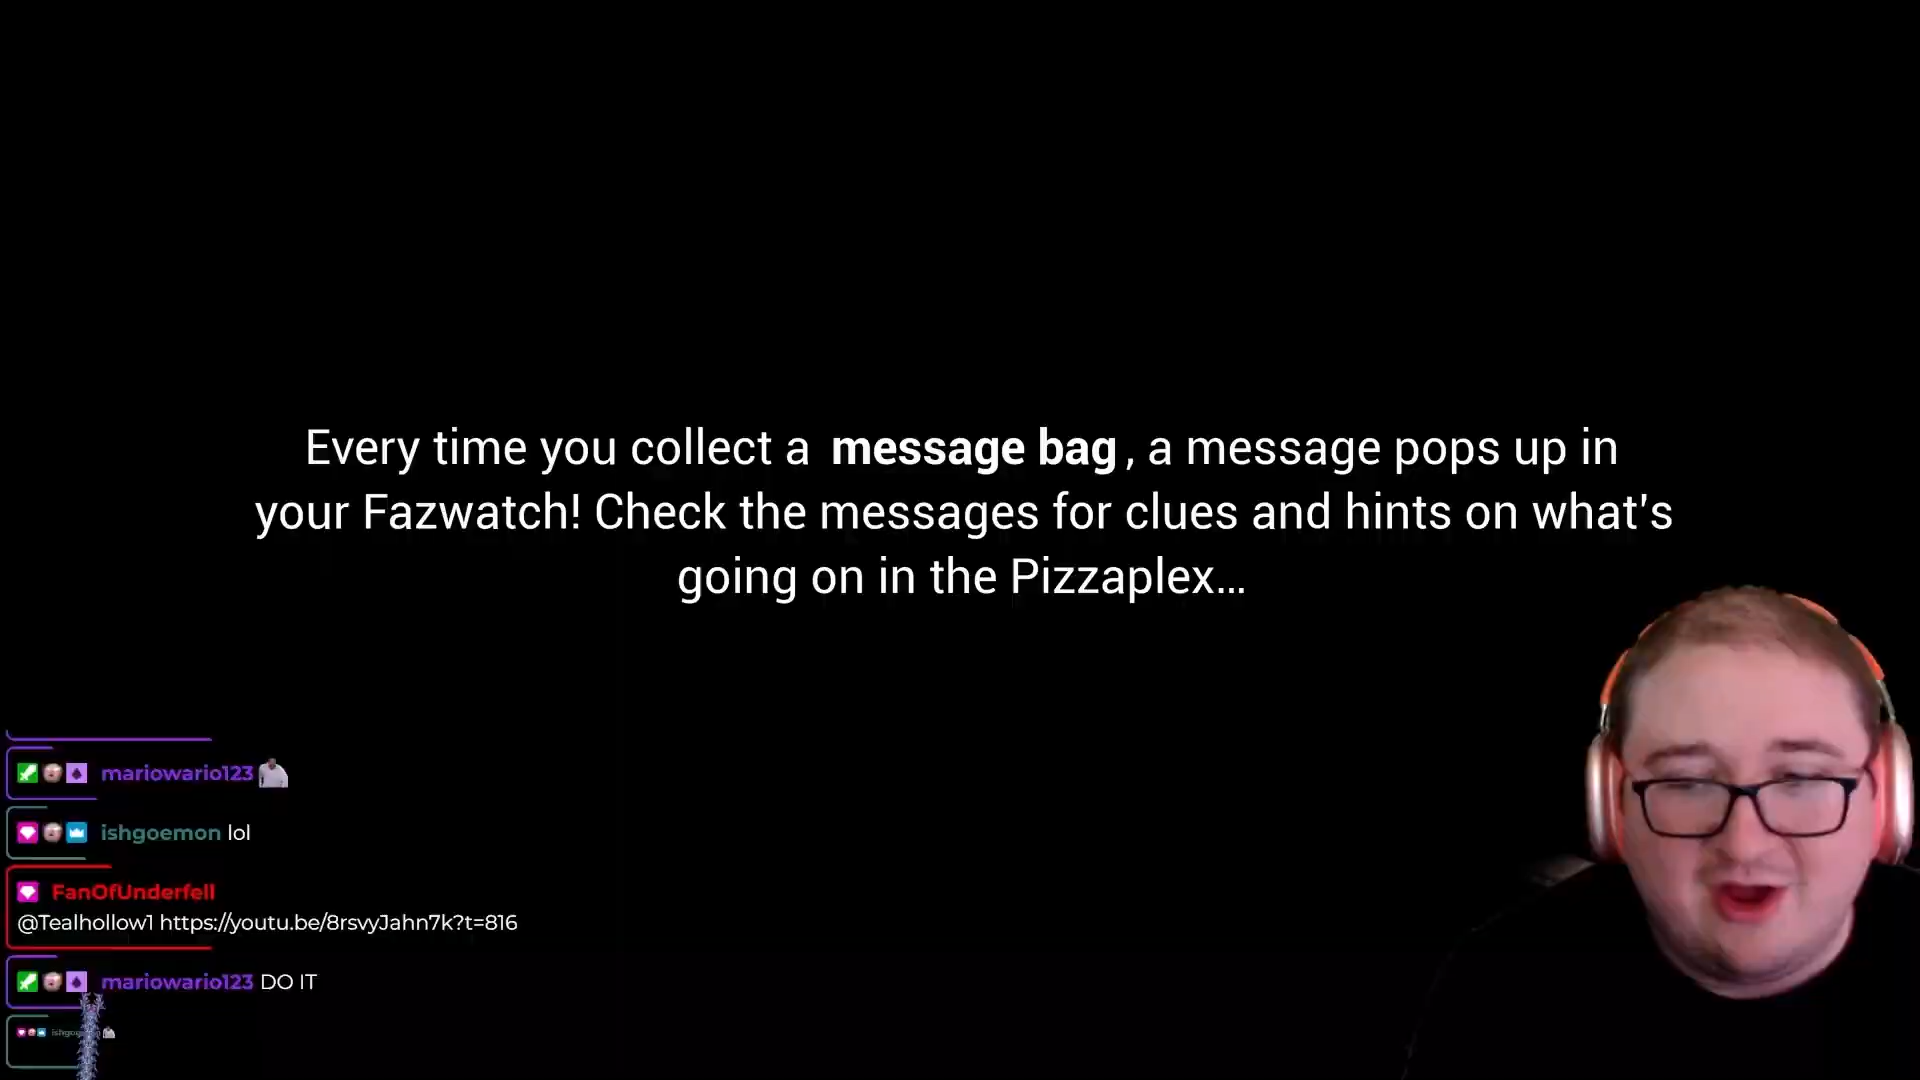 Every time you collect a message bag, a message pops up in
your Fazwatch! Check the messages for clues and hints on what's
going on in the Pizzaplex...
mariowario123
ishgoemon lol
FanOfUnderfell
@Tealhollow1 https://youtu.be/8rsvyJahn7k?t=816
mariowario123 DO IT